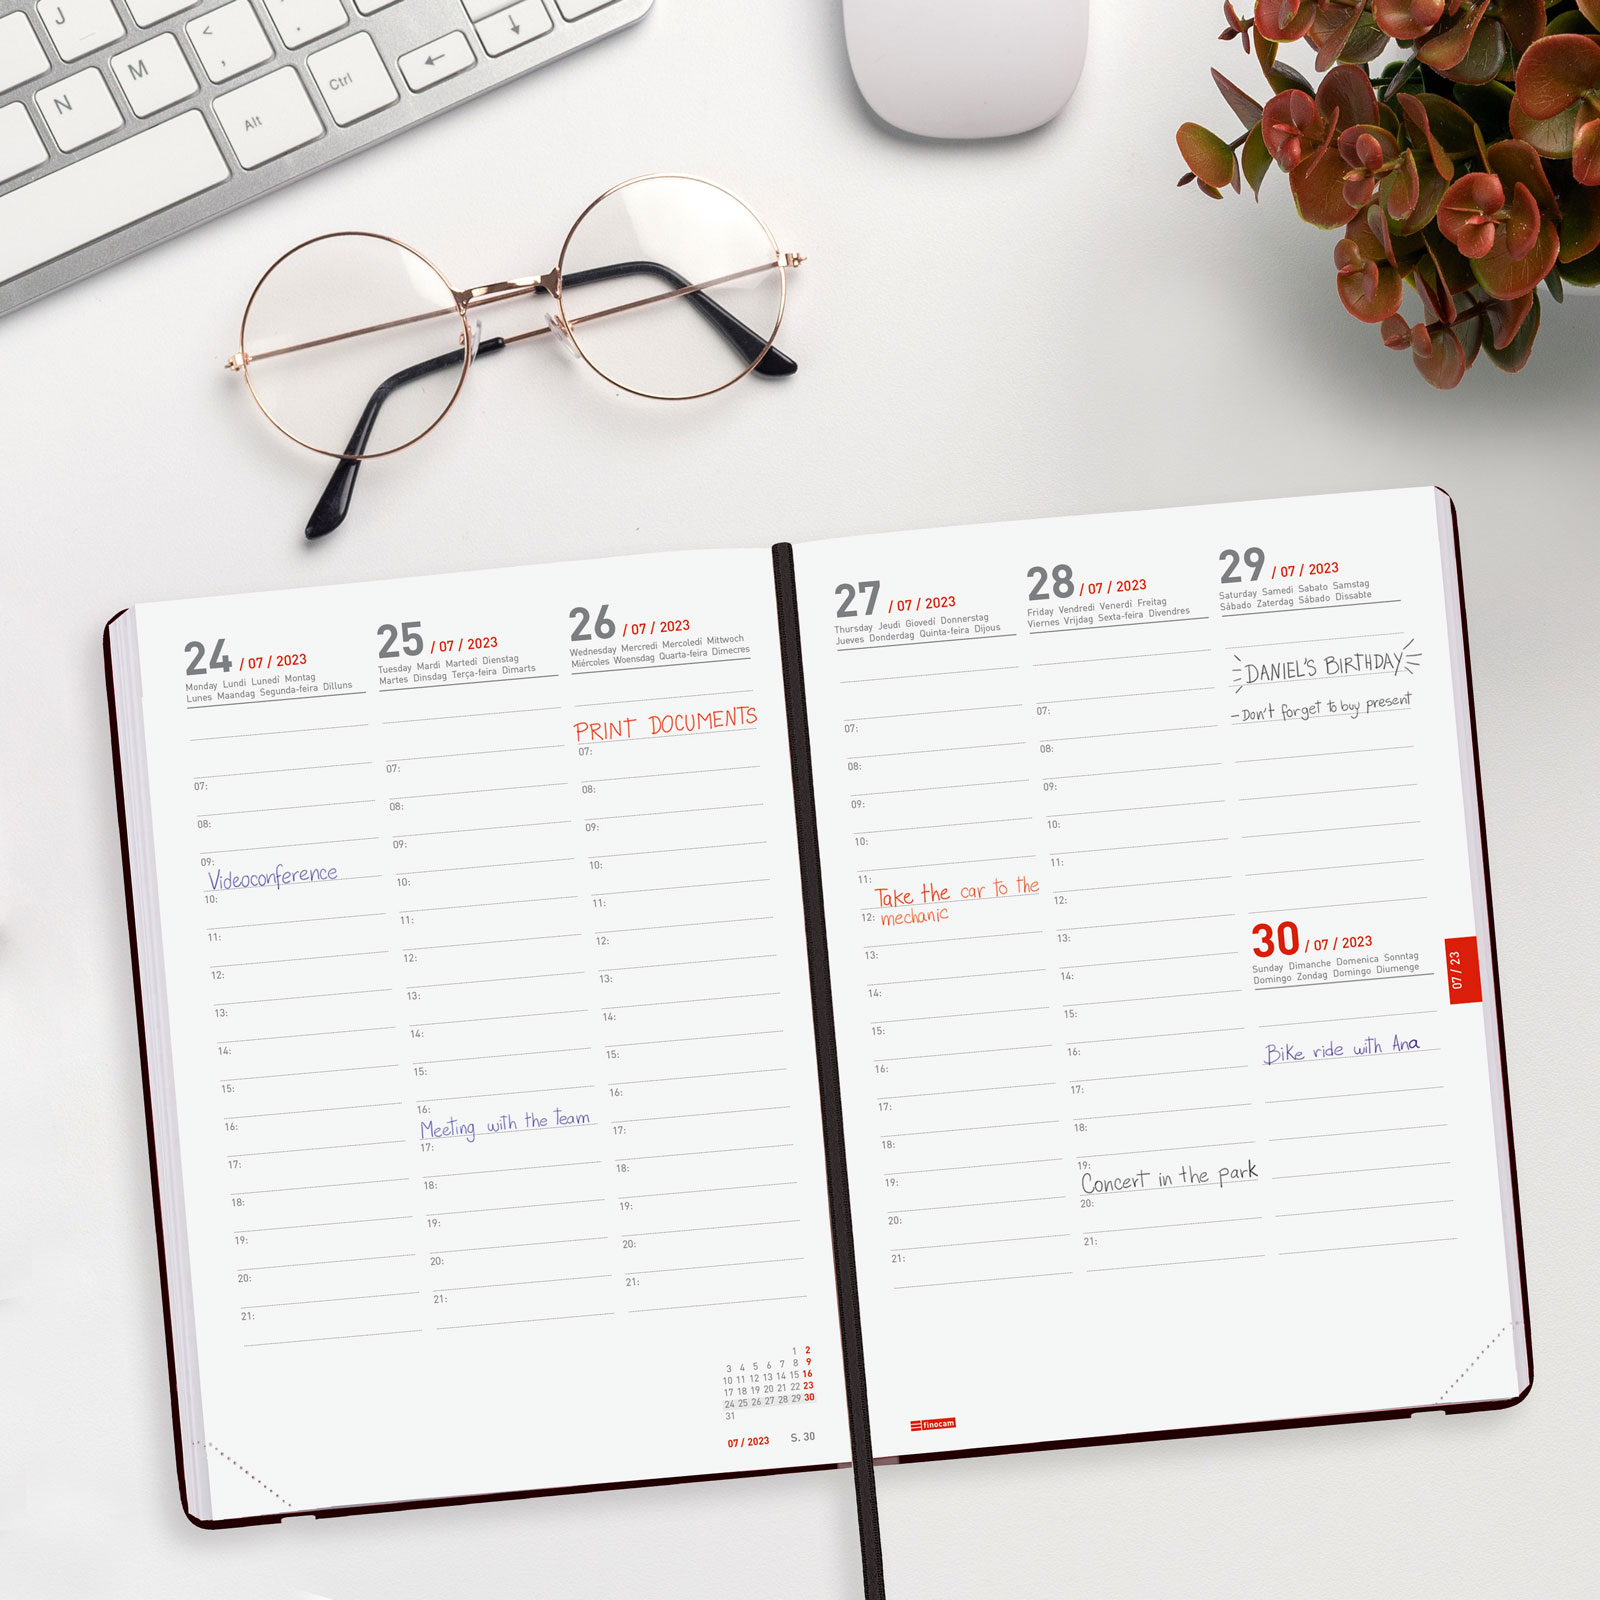 J
<
,
.
:
N
M
Alt
Ctrl
←
↓
24 / 07 / 2023
Monday Lundi Lunedì Montag
Lunes Maandag Segunda-feira Dilluns
07:
08:
09:
Videoconference
10:
11:
12:
13:
14:
15:
16:
17:
18:
19:
20:
21:
25 / 07 / 2023
Tuesday Mardi Martedì Dienstag
Martes Dinsdag Terça-feira Dimarts
07:
08:
09:
10:
11:
12:
13:
14:
15:
16:
Meeting with the team
17:
18:
19:
20:
21:
26 / 07 / 2023
Wednesday Mercredi Mercoledì Mittwoch
Miércoles Woensdag Quarta-feira Dimecres
PRINT DOCUMENTS
07:
08:
09:
10:
11:
12:
13:
14:
15:
16:
17:
18:
19:
20:
21:
1 2
3 4 5 6 7 8 9
10 11 12 13 14 15 16
17 18 19 20 21 22 23
24 25 26 27 28 29 30
31
07 / 2023 S. 30
27 / 07 / 2023
Thursday Jeudi Giovedì Donnerstag
Jueves Donderdag Quinta-feira Dijous
07:
08:
09:
10:
11:
Take the car to the
12: mechanic
13:
14:
15:
16:
17:
18:
19:
20:
21:
28 / 07 / 2023
Friday Vendredi Venerdì Freitag
Viernes Vrijdag Sexta-feira Divendres
07:
08:
09:
10:
11:
12:
13:
14:
15:
16:
17:
18:
19:
Concert in the park
20:
21:
29 / 07 / 2023
Saturday Samedi Sabato Samstag
Sábado Zaterdag Sábado Dissabte
DANIEL'S BIRTHDAY
- Don't forget to buy present
30 / 07 / 2023
Sunday Dimanche Domenica Sonntag
Domingo Zondag Domingo Diumenge
Bike ride with Ana
07 / 23
finocam